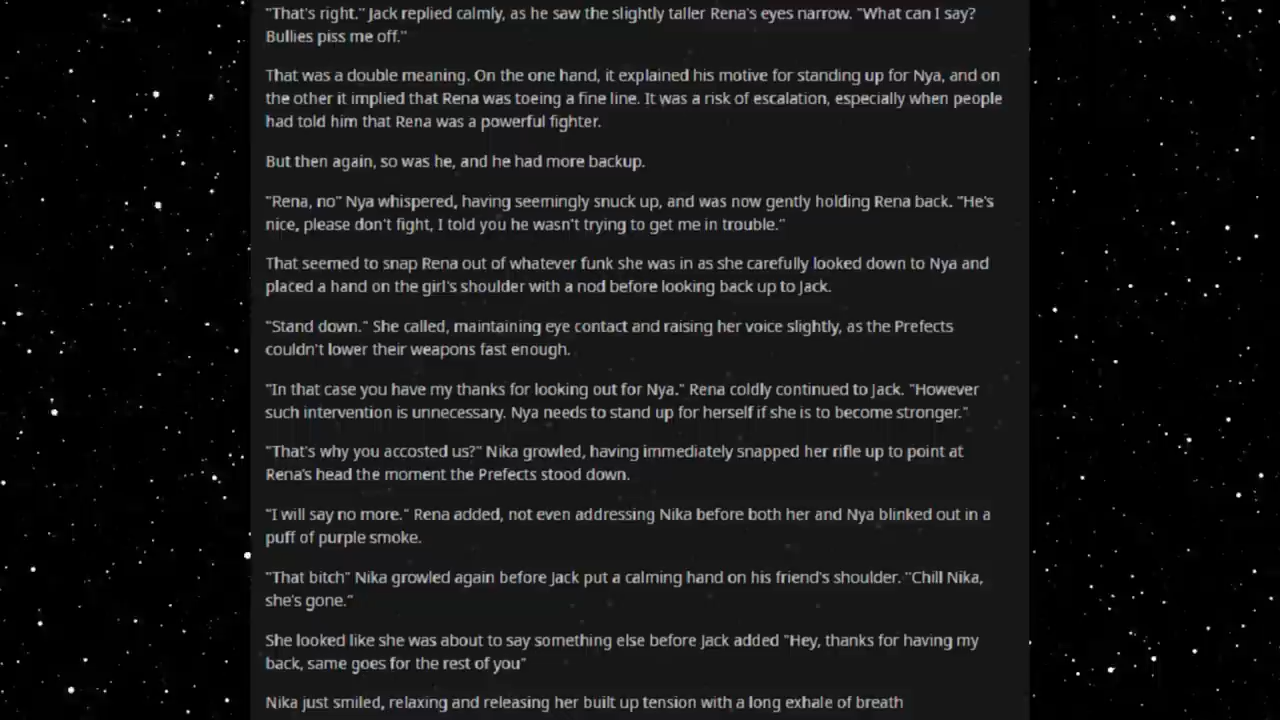 "That's right." Jack replied calmly, as he saw the slightly taller Rena's eyes narrow. "What can I say?
Bullies piss me off."
That was a double meaning. On the one hand, it explained his motive for standing up for Nya, and on
the other it implied that Rena was toeing a fine line. It was a risk of escalation, especially when people
had told him that Rena was a powerful fighter.
But then again, so was he, and he had more backup.
"Rena, no" Nya whispered, having seemingly snuck up, and was now gently holding Rena back. "He's
nice, please don't fight, I told you he wasn't trying to get me in trouble."
That seemed to snap Rena out of whatever funk she was in as she carefully looked down to Nya and
placed a hand on the girl's shoulder with a nod before looking back up to Jack.
"Stand down." She called, maintaining eye contact and raising her voice slightly, as the Prefects
couldn't lower their weapons fast enough.
"In that case you have my thanks for looking out for Nya." Rena coldly continued to Jack. "However
such intervention is unnecessary. Nya needs to stand up for herself if she is to become stronger."
"That's why you accosted us?" Nika growled, having immediately snapped her rifle up to point at
Rena's head the moment the Prefects stood down.
"I will say no more." Rena added, not even addressing Nika before both her and Nya blinked out in a
puff of purple smoke.
"That bitch" Nika growled again before Jack put a calming hand on his friend's shoulder. "Chill Nika,
she's gone."
She looked like she was about to say something else before Jack added "Hey, thanks for having my
back, same goes for the rest of you"
Nika just smiled, relaxing and releasing her built up tension with a long exhale of breath